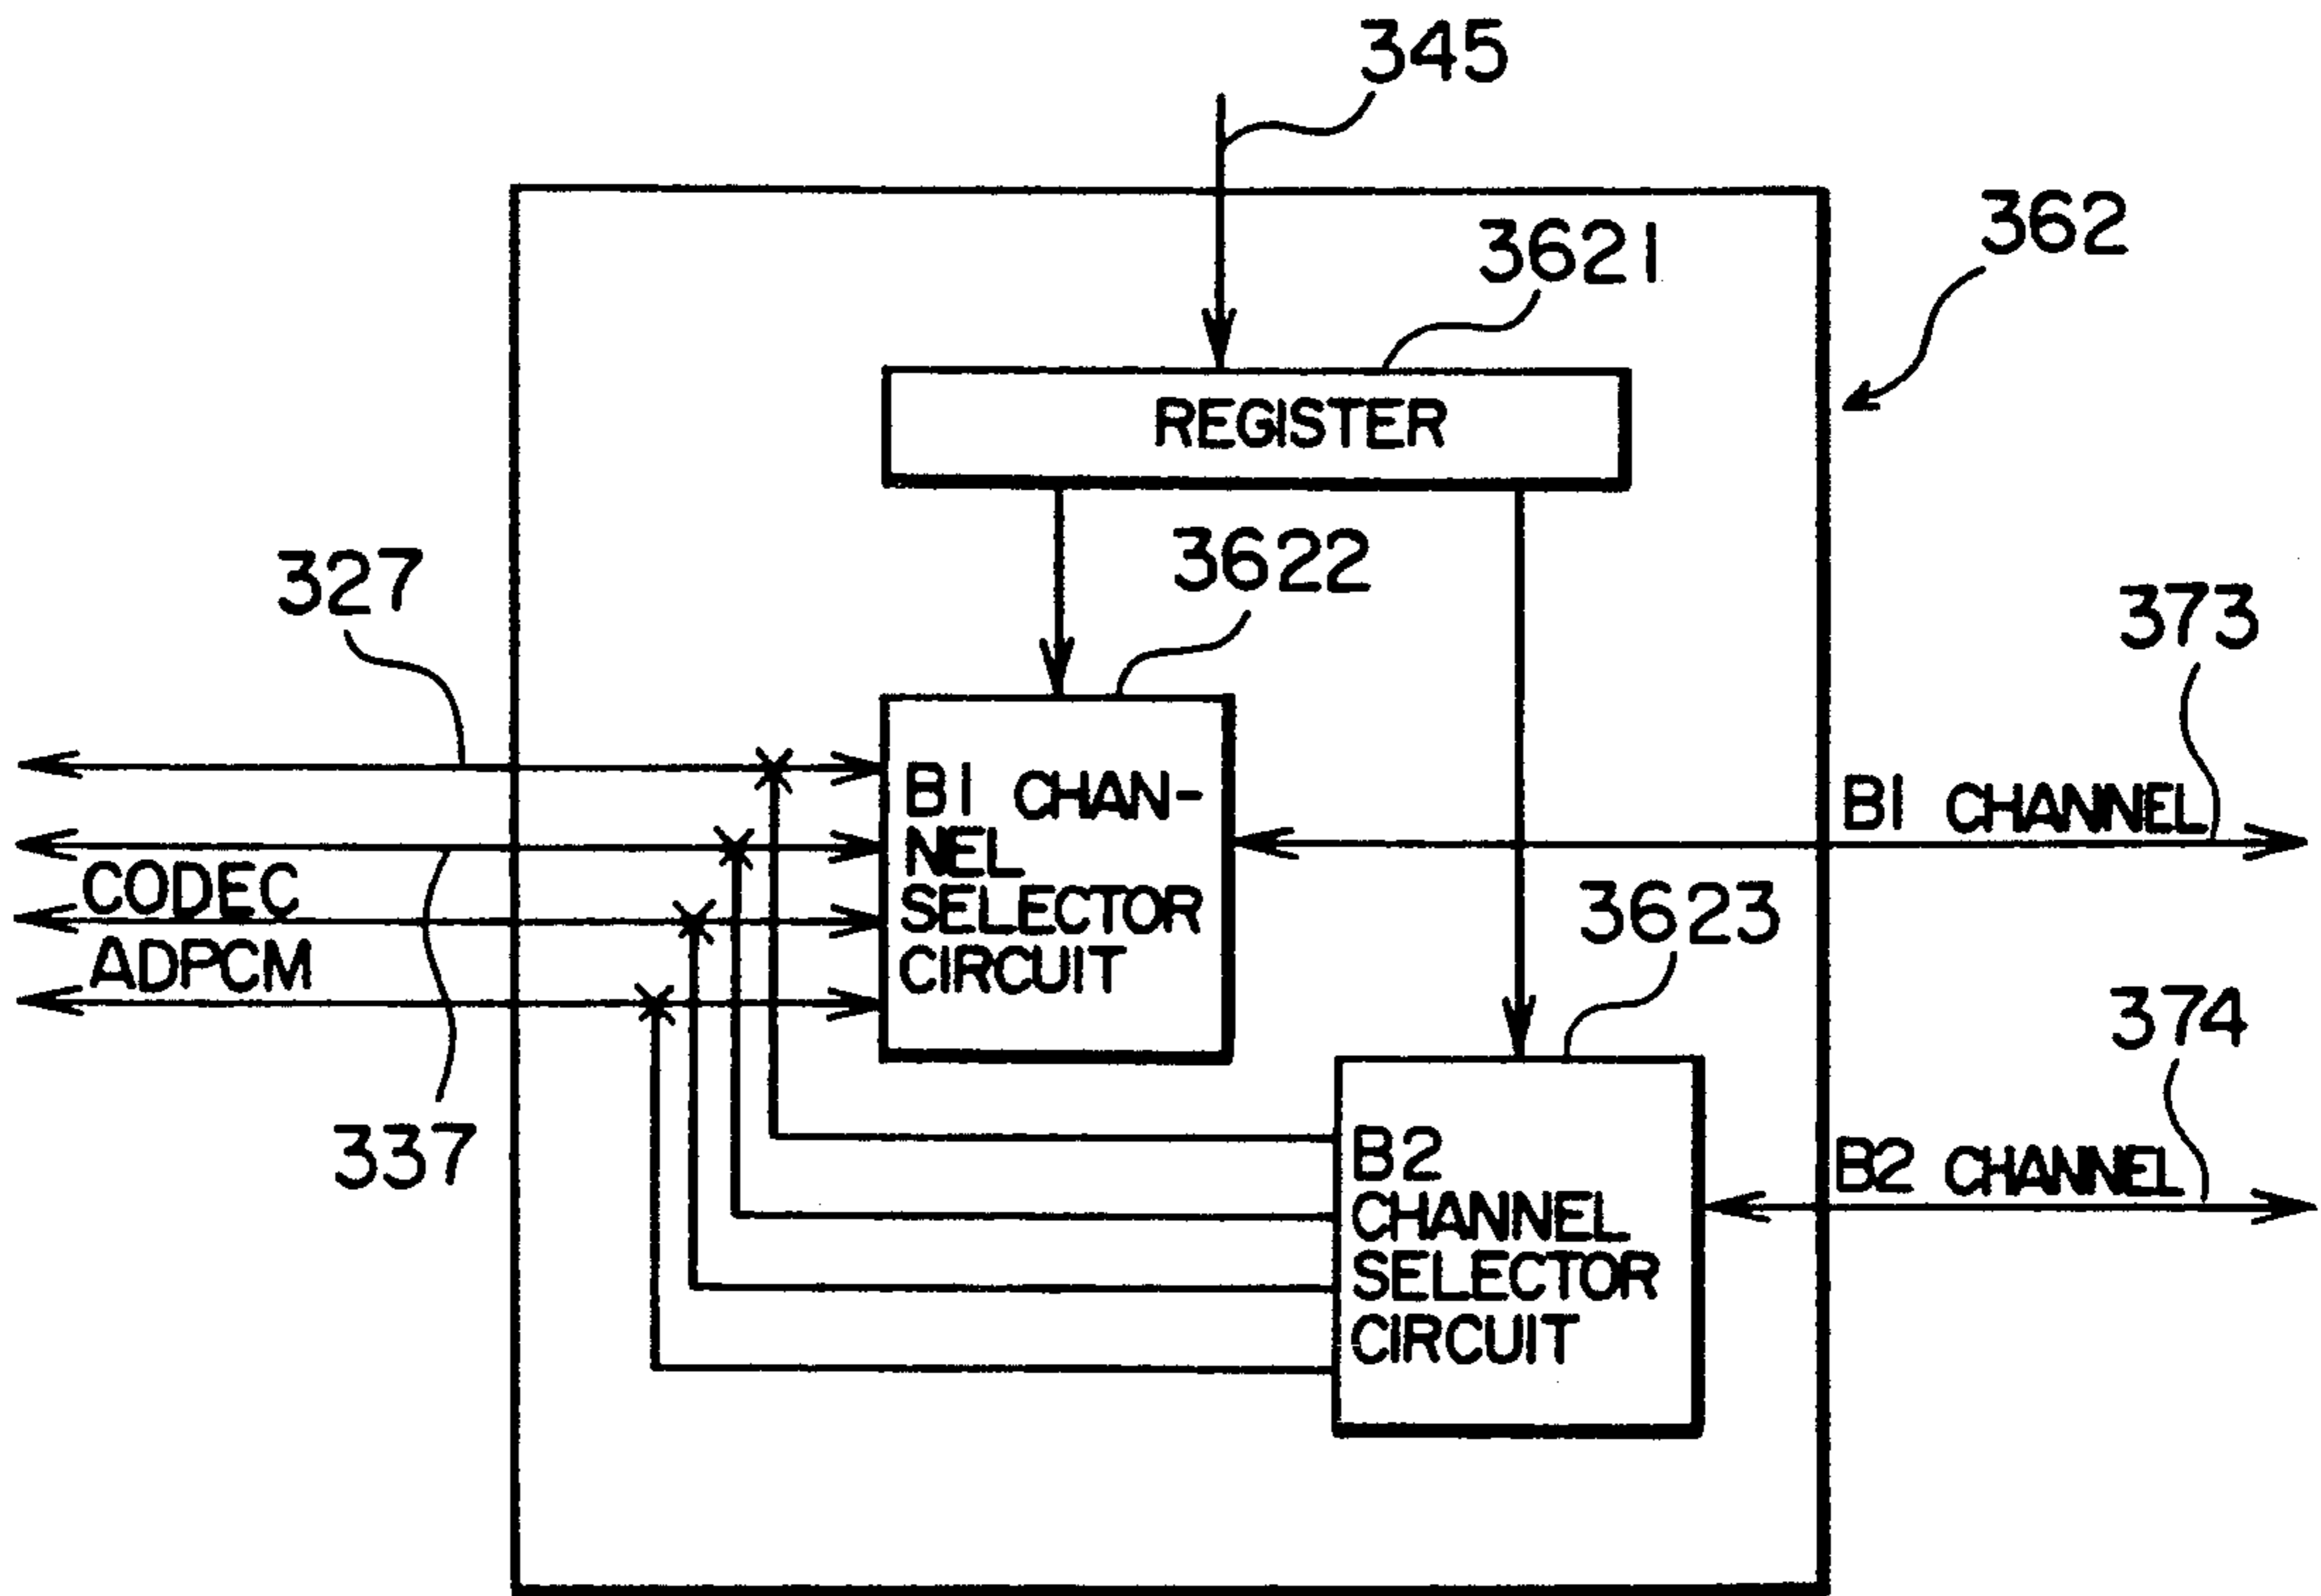 345
362
3621
REGISTER
327
3622
373
B1 CHAN-
NEL
SELECTOR
CIRCUIT
B1 CHANNEL
CODEC
ADPCM
3623
374
337
B2
CHANNEL
SELECTOR
CIRCUIT
B2 CHANNEL